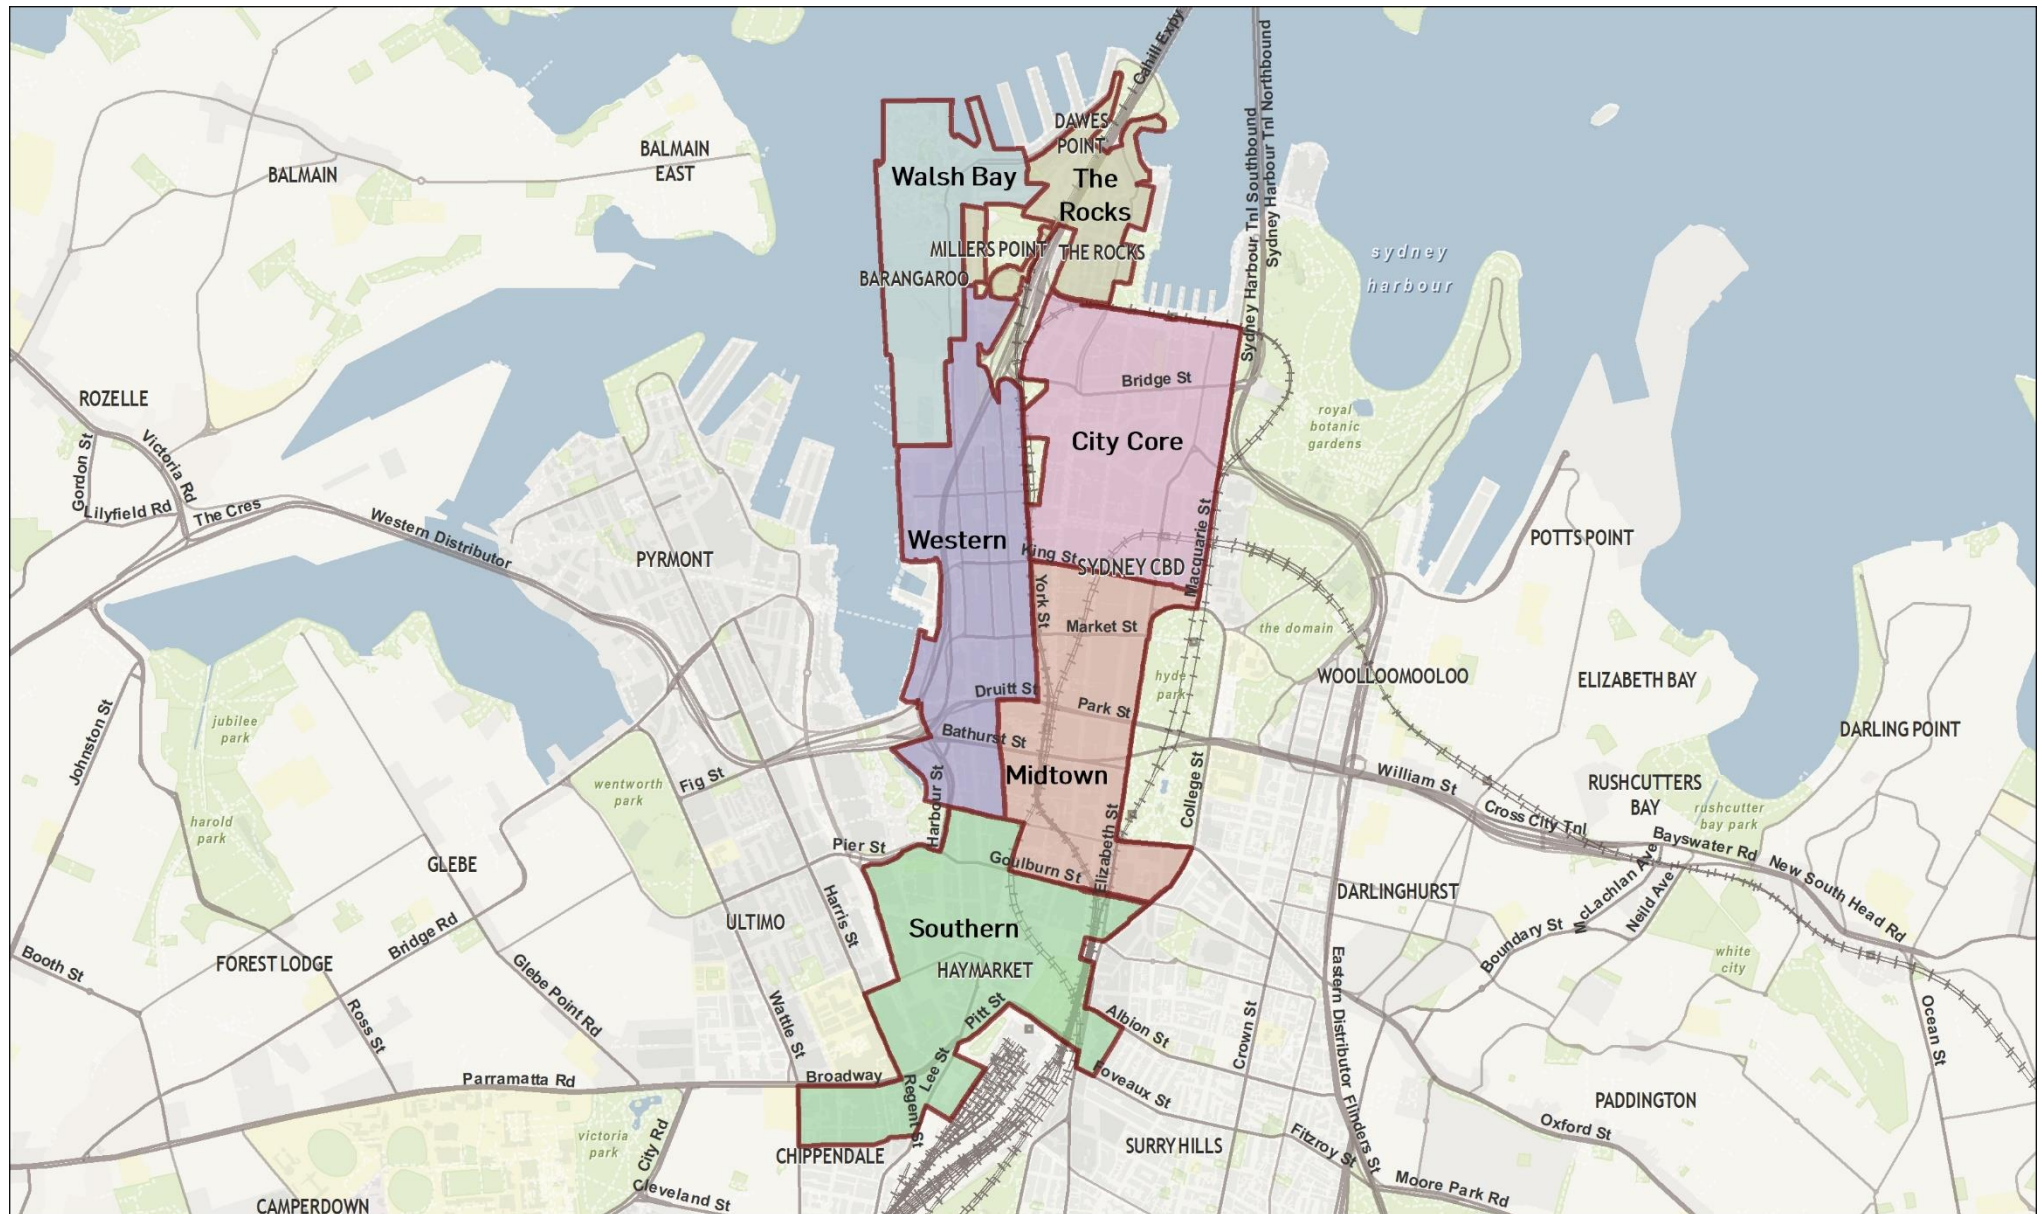 Cahill Expy
Sydney Harbour Tnl Southbound
Sydney Harbour Tnl Northbound
DAWES
POINT
BALMAIN
BALMAIN
EAST
Walsh Bay
The
Rocks
MILLERS POINT
THE ROCKS
BARANGAROO
sydney
harbour
Bridge St
ROZELLE
royal
botanic
gardens
City Core
Gordon St
Victoria Rd
Lilyfield Rd
The Cres
Western Distributor
PYRMONT
Western
King St
SYDNEY CBD
Macquarie St
POTTS POINT
York St
Market St
the domain
WOOLLOOMOOLOO
ELIZABETH BAY
hyde
park
Druitt St
Park St
Johnston St
jubilee
park
DARLING POINT
Bathurst St
Midtown
College St
William St
wentworth
park
Fig St
Harbour St
RUSHCUTTERS
BAY
rushcutter
bay park
Cross City Tnl
Bayswater Rd
harold
park
Pier St
Goulburn St
Elizabeth St
GLEBE
DARLINGHURST
McLachlan Ave
Neild Ave
New South Head Rd
Harris St
ULTIMO
Southern
Bridge Rd
Boundary St
white
city
Booth St
FOREST LODGE
HAYMARKET
Glebe Point Rd
Ross St
Wattle St
Pitt St
Albion St
Crown St
Eastern Distributor
Ocean St
Parramatta Rd
Broadway
Regent St
Lee St
Foveaux St
Flinders St
PADDINGTON
Oxford St
victoria
park
City Rd
CHIPPENDALE
SURRY HILLS
Fitzroy St
Moore Park Rd
CAMPERDOWN
Cleveland St